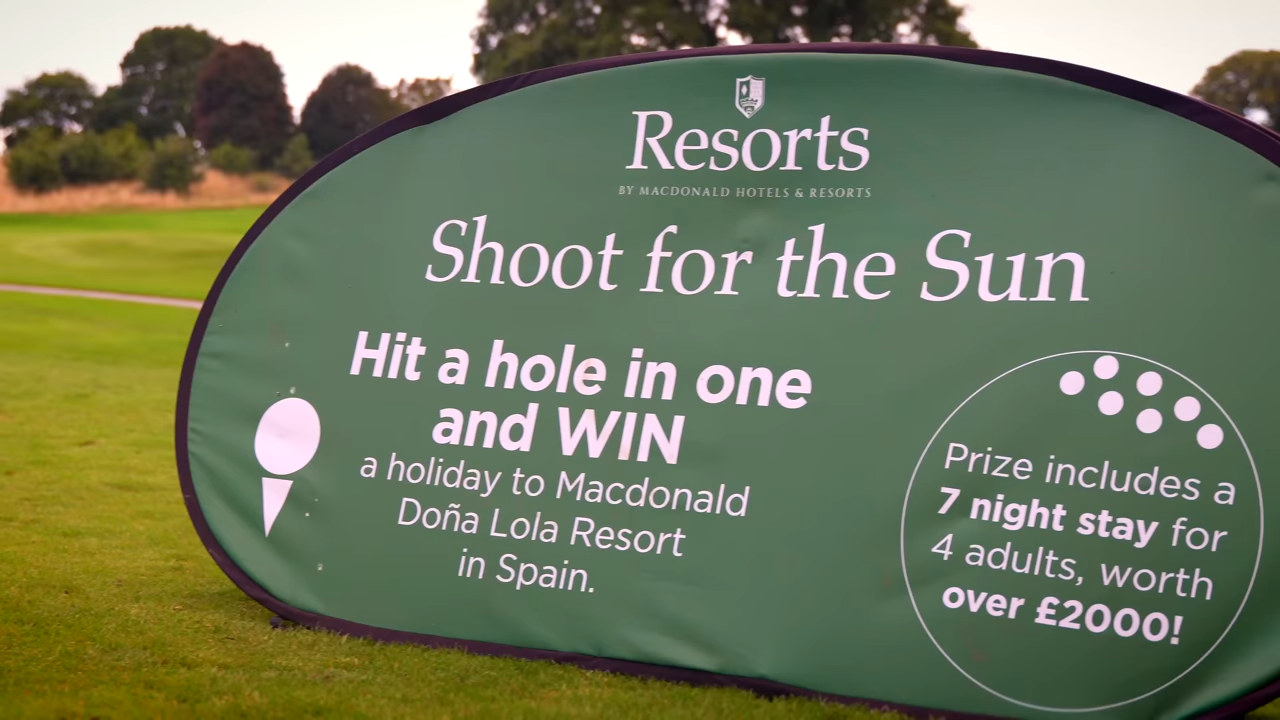 Resorts
BY MACDONALD HOTELS & RESORTS
Shoot for the Sun
Hit a hole in one
and WIN
a holiday to Macdonald
Doña Lola Resort
in Spain.
Prize includes a
7 night stay for
4 adults, worth
over £2000!